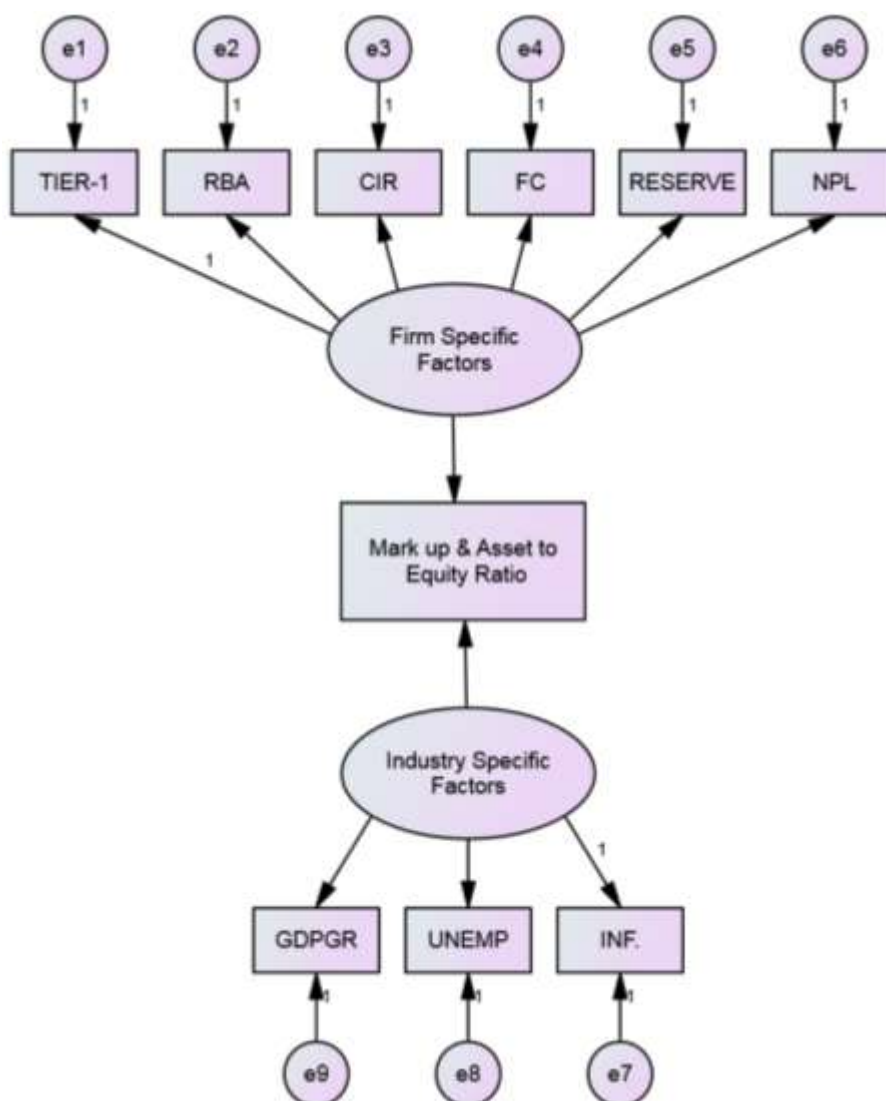 e1 e2 e3 e4 e5 e6
1 1 1 1 1 1
TIER-1 RBA CIR FC RESERVE NPL
1
Firm Specific
Factors
Mark up & Asset to
Equity Ratio
Industry Specific
Factors
1
GDPGR UNEMP INF.
1 1 1
e9 e8 e7